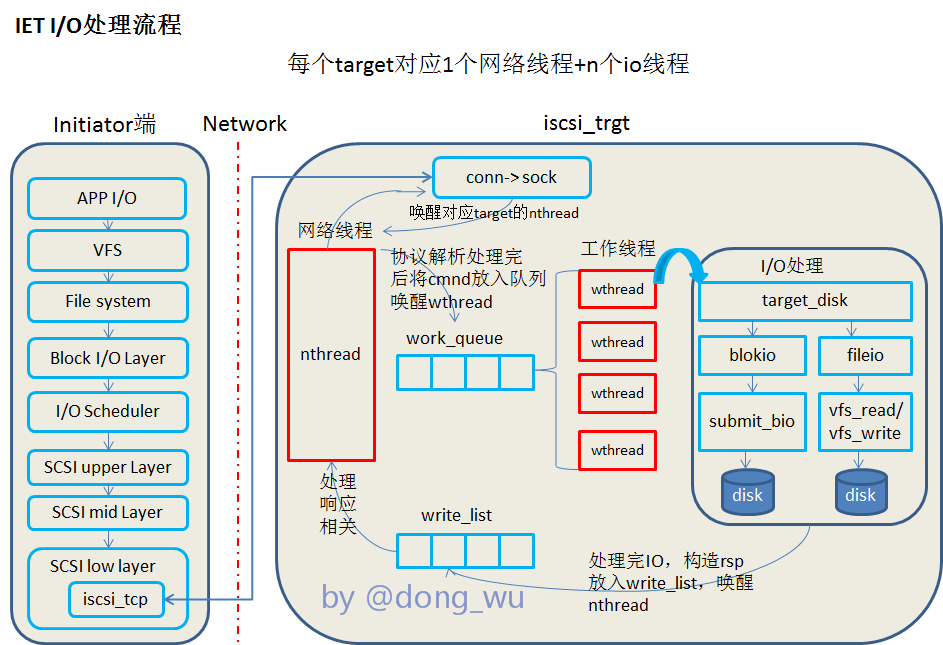 IET I/O处理流程
每个target对应1个网络线程+n个io线程
Initiator端
Network
iscsi_trgt
APP I/O
VFS
File system
Block I/O Layer
I/O Scheduler
SCSI upper Layer
SCSI mid Layer
SCSI low layer
iscsi_tcp
conn->sock
唤醒对应target的nthread
网络线程
nthread
协议解析处理完
后将cmnd放入队列
唤醒wthread
work_queue
工作线程
wthread
wthread
wthread
wthread
I/O处理
target_disk
blokio
fileio
submit_bio
vfs_read/
vfs_write
disk
disk
处理
响应
相关
write_list
处理完IO，构造rsp
放入write_list，唤醒
nthread
by @dong_wu